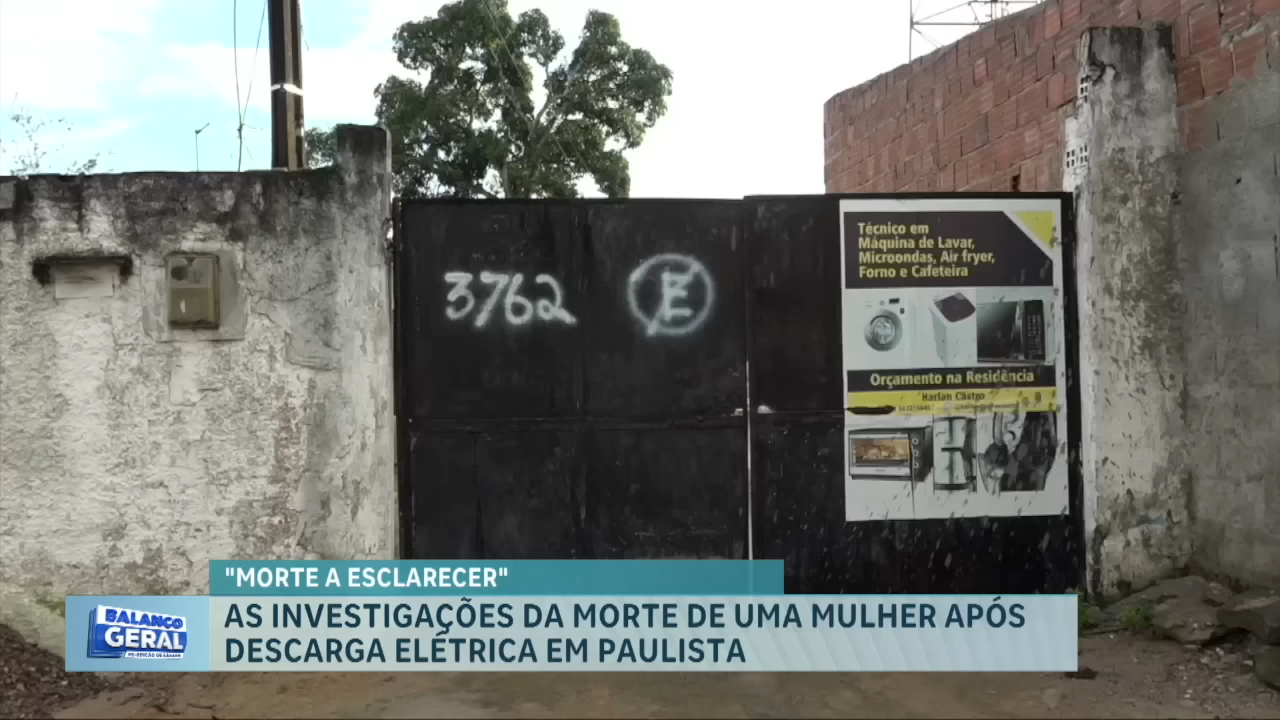 3762
E
Técnico em
Máquina de Lavar,
Microondas, Air fryer,
Forno e Cafeteira
Orçamento na Residência
Harlan Castro
"MORTE A ESCLARECER"
BALANÇO
GERAL
AS INVESTIGAÇÕES DA MORTE DE UMA MULHER APÓS
DESCARGA ELÉTRICA EM PAULISTA